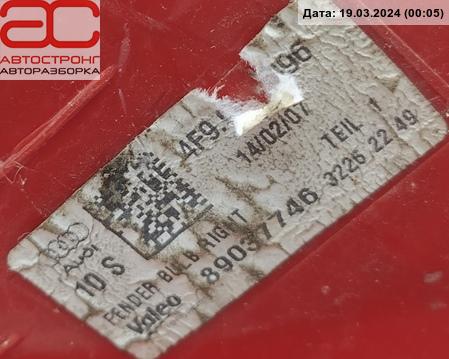 Дата: 19.03.2024 (00:05)
АС
АВТОСТРОНГ
АВТОРАЗБОРКА
4F9 96
14/02/07
TEIL 1
Audi
10 S
FENDER BULB RIGHT
89037746 3226 22 49
Valeo